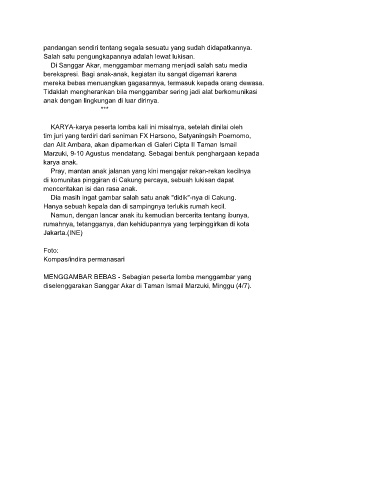 pandangan sendiri tentang segala sesuatu yang sudah didapatkannya.
Salah satu pengungkapannya adalah lewat lukisan.
Di Sanggar Akar, menggambar memang menjadi salah satu media
berekspresi. Bagi anak-anak, kegiatan itu sangat digemari karena
mereka bebas menuangkan gagasannya, termasuk kepada orang dewasa.
Tidaklah mengherankan bila menggambar sering jadi alat berkomunikasi
anak dengan lingkungan di luar dirinya.
***
KARYA-karya peserta lomba kali ini misalnya, setelah dinilai oleh
tim juri yang terdiri dari seniman FX Harsono, Setyaningsih Poernomo,
dan Alit Ambara, akan dipamerkan di Galeri Cipta II Taman Ismail
Marzuki, 9-10 Agustus mendatang. Sebagai bentuk penghargaan kepada
karya anak.
Pray, mantan anak jalanan yang kini mengajar rekan-rekan kecilnya
di komunitas pinggiran di Cakung percaya, sebuah lukisan dapat
menceritakan isi dan rasa anak.
Dia masih ingat gambar salah satu anak "didik"-nya di Cakung.
Hanya sebuah kepala dan di sampingnya terlukis rumah kecil.
Namun, dengan lancar anak itu kemudian bercerita tentang ibunya,
rumahnya, tetangganya, dan kehidupannya yang terpinggirkan di kota
Jakarta.(INE)
Foto:
Kompas/Indira permanasari
MENGGAMBAR BEBAS - Sebagian peserta lomba menggambar yang
diselenggarakan Sanggar Akar di Taman Ismail Marzuki, Minggu (4/7).